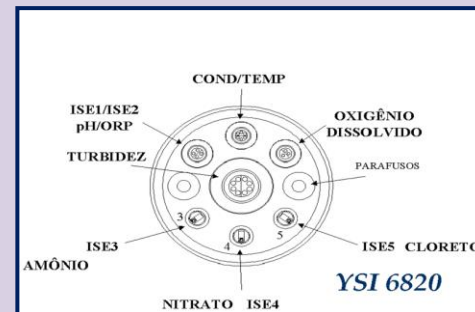 COND/TEMP
ISE1/ISE2
pH/ORP
OXIGÊNIO
DISSOLVIDO
TURBIDEZ
PARAFUSOS
3
4
5
ISE3
AMÔNIO
ISE5 CLORETO
NITRATO ISE4
YSI 6820